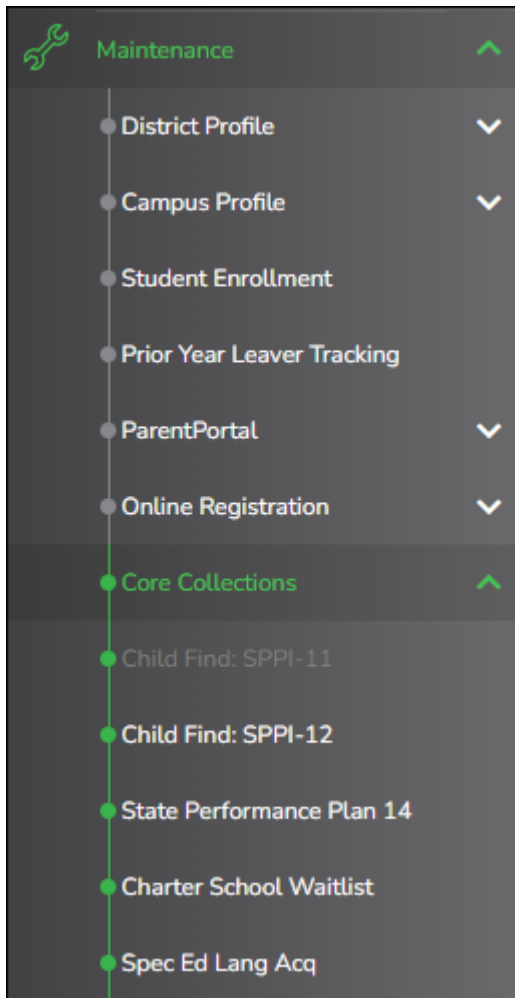 Maintenance
District Profile
Campus Profile
Student Enrollment
Prior Year Leaver Tracking
ParentPortal
Online Registration
Core Collections
Child Find: SPPI-11
Child Find: SPPI-12
State Performance Plan 14
Charter School Waitlist
Spec Ed Lang Acq